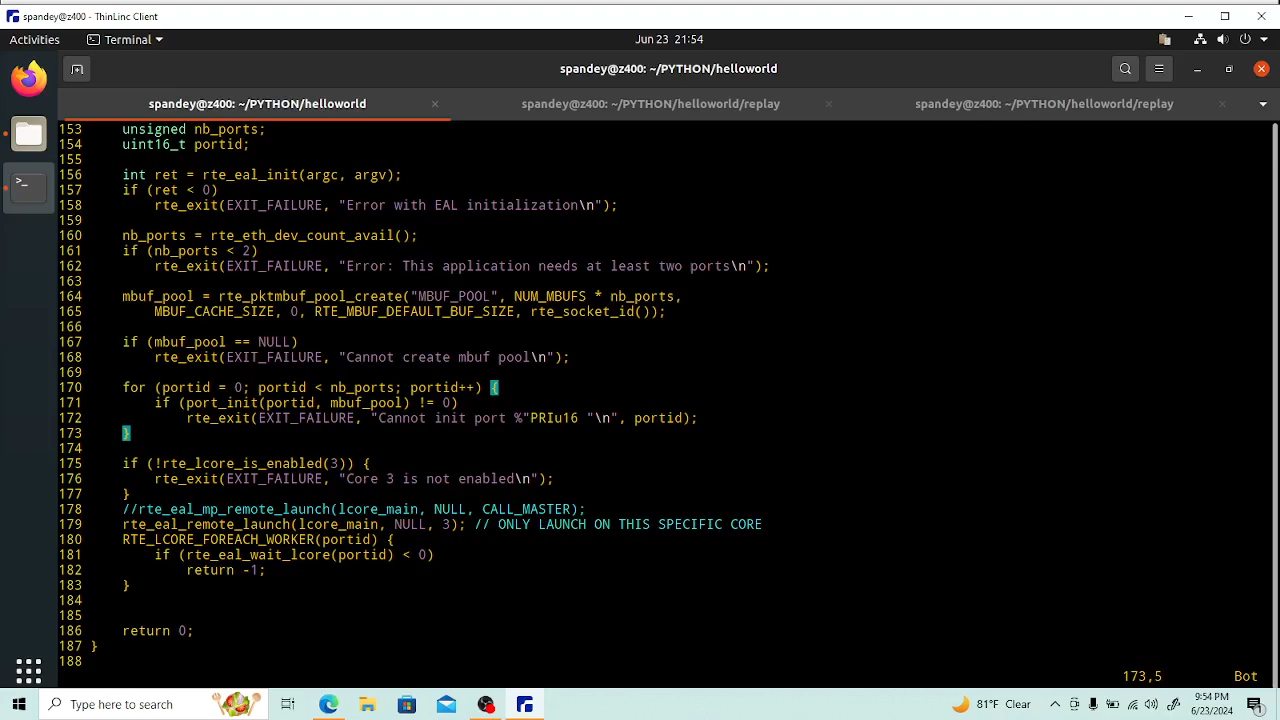 spandey@z400 - ThinLinc Client
Activities
Terminal
Jun 23 21:54
spandey@z400: ~/PYTHON/helloworld
spandey@z400: ~/PYTHON/helloworld
spandey@z400: ~/PYTHON/helloworld/replay
spandey@z400: ~/PYTHON/helloworld/replay
153     unsigned nb_ports;
154     uint16_t portid;
155
156     int ret = rte_eal_init(argc, argv);
157     if (ret < 0)
158         rte_exit(EXIT_FAILURE, "Error with EAL initialization\n");
159
160     nb_ports = rte_eth_dev_count_avail();
161     if (nb_ports < 2)
162         rte_exit(EXIT_FAILURE, "Error: This application needs at least two ports\n");
163
164     mbuf_pool = rte_pktmbuf_pool_create("MBUF_POOL", NUM_MBUFS * nb_ports,
165         MBUF_CACHE_SIZE, 0, RTE_MBUF_DEFAULT_BUF_SIZE, rte_socket_id());
166
167     if (mbuf_pool == NULL)
168         rte_exit(EXIT_FAILURE, "Cannot create mbuf pool\n");
169
170     for (portid = 0; portid < nb_ports; portid++) {
171         if (port_init(portid, mbuf_pool) != 0)
172             rte_exit(EXIT_FAILURE, "Cannot init port %"PRIu16 "\n", portid);
173     }
174
175     if (!rte_lcore_is_enabled(3)) {
176         rte_exit(EXIT_FAILURE, "Core 3 is not enabled\n");
177     }
178     //rte_eal_mp_remote_launch(lcore_main, NULL, CALL_MASTER);
179     rte_eal_remote_launch(lcore_main, NULL, 3); // ONLY LAUNCH ON THIS SPECIFIC CORE
180     RTE_LCORE_FOREACH_WORKER(portid) {
181         if (rte_eal_wait_lcore(portid) < 0)
182             return -1;
183     }
184
185
186     return 0;
187 }
188
173,5 Bot
Type here to search
81°F Clear
9:54 PM
6/23/2024
1